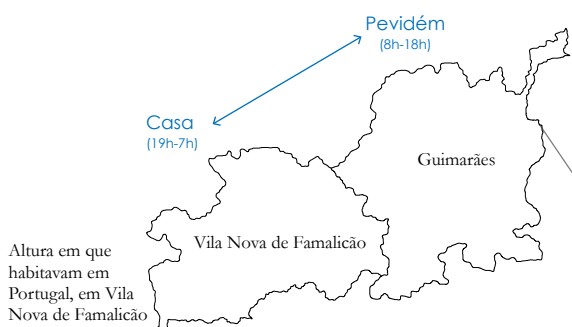 Pevidém
(8h-18h)
Casa
(19h-7h)
Guimarães
Vila Nova de Famalicão
Altura em que
habitavam em
Portugal, em Vila
Nova de Famalicão